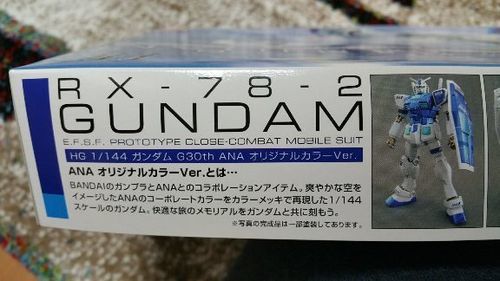 RX-78-2
GUNDAM
E.F.S.F. PROTOTYPE CLOSE-COMBAT MOBILE SUIT
HG 1/144 ガンダム G30th ANA オリジナルカラーVer.
ANA オリジナルカラーVer.とは…
BANDAIのガンプラとANAとのコラボレーションアイテム。爽やかな空を
イメージしたANAのコーポレートカラーをカラーメッキで再現した1/144
スケールのガンダム。快適な旅のメモリアルをガンダムと共に刻もう。
※写真の完成品は一部塗装してあります。